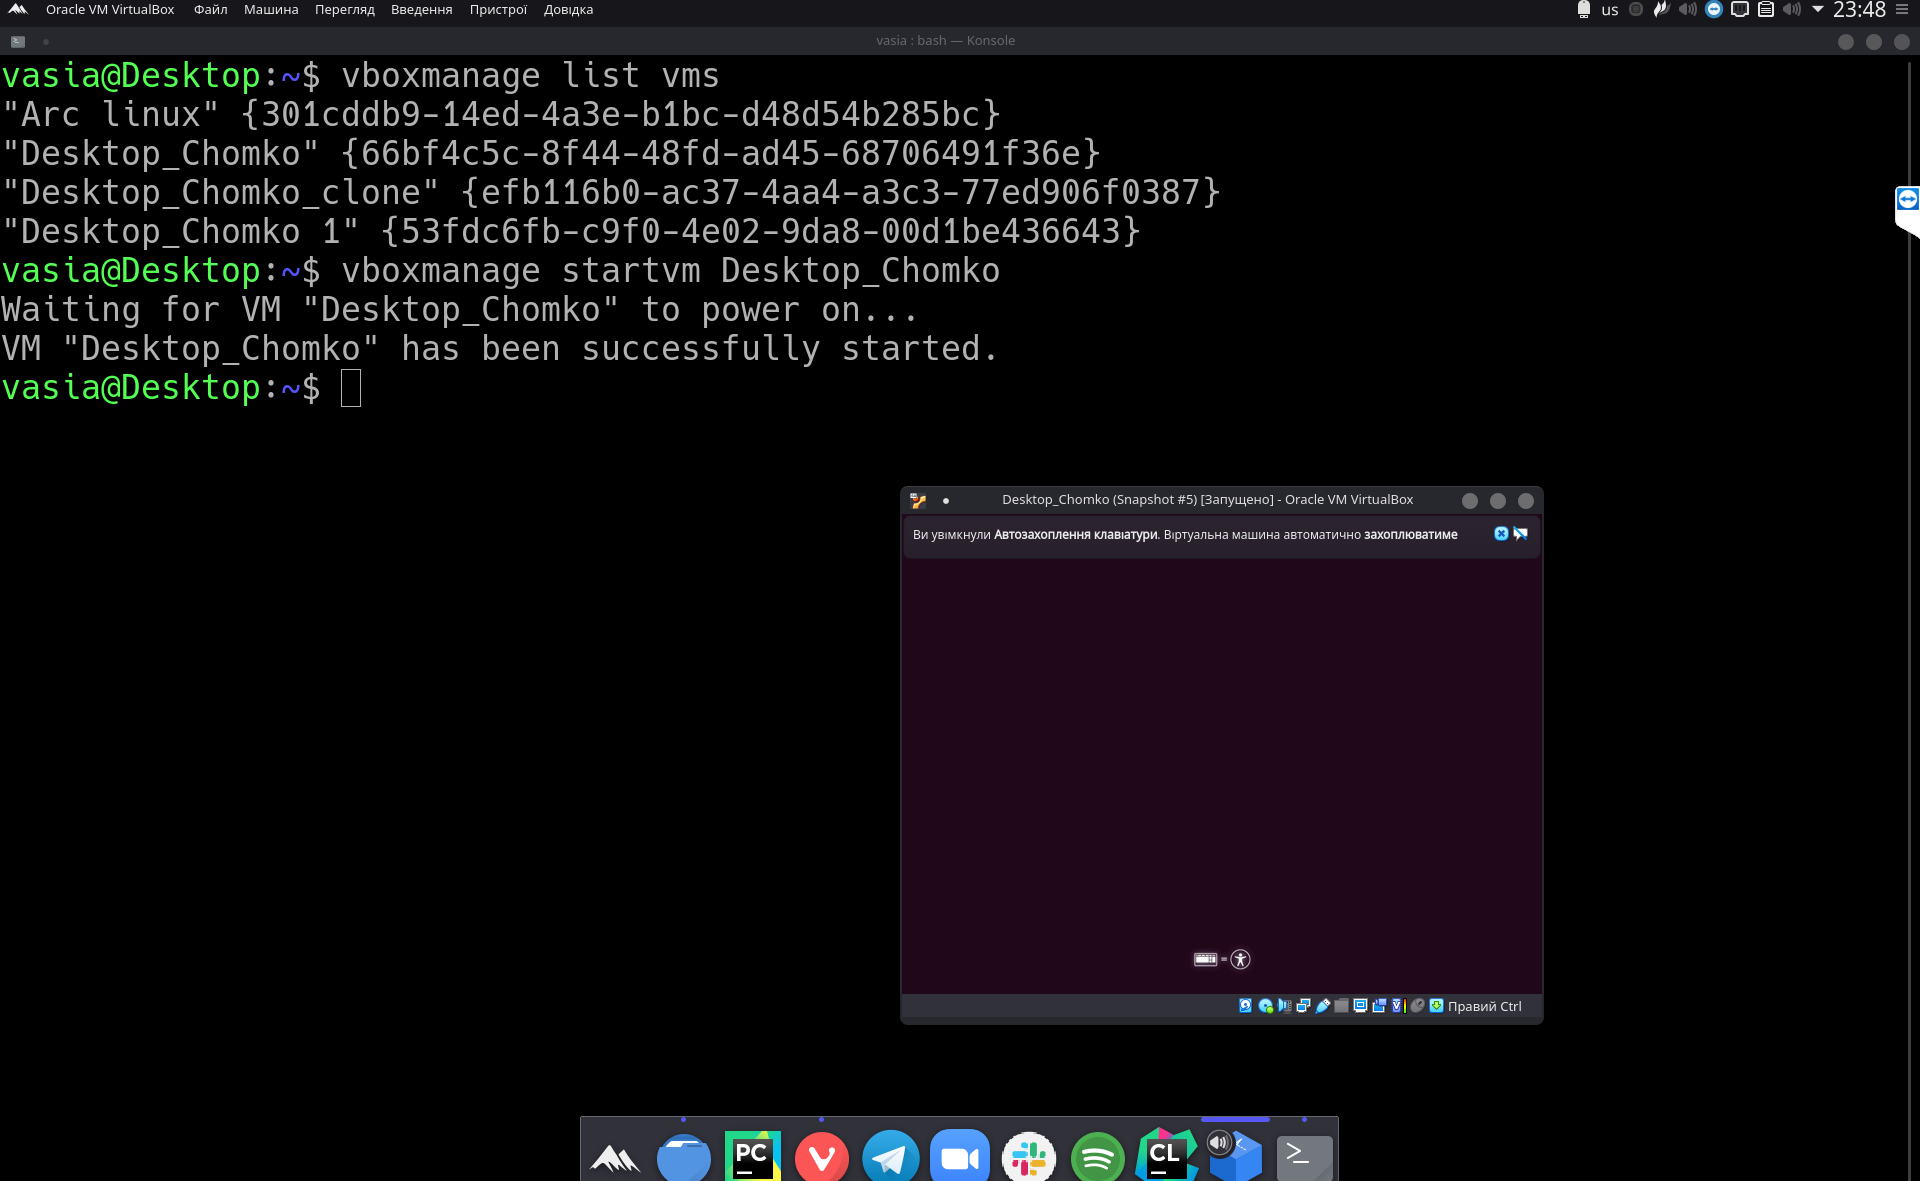 Oracle VM VirtualBox Файл Машина Перегляд Введення Пристрої Довідка us 23:48
vasia : bash — Konsole
vasia@Desktop:~$ vboxmanage list vms
"Arc linux" {301cddb9-14ed-4a3e-b1bc-d48d54b285bc}
"Desktop_Chomko" {66bf4c5c-8f44-48fd-ad45-68706491f36e}
"Desktop_Chomko_clone" {efb116b0-ac37-4aa4-a3c3-77ed906f0387}
"Desktop_Chomko 1" {53fdc6fb-c9f0-4e02-9da8-00d1be436643}
vasia@Desktop:~$ vboxmanage startvm Desktop_Chomko
Waiting for VM "Desktop_Chomko" to power on...
VM "Desktop_Chomko" has been successfully started.
vasia@Desktop:~$
Desktop_Chomko (Snapshot #5) [Запущено] - Oracle VM VirtualBox
Ви увімкнули Автозахоплення клавіатури. Віртуальна машина автоматично захоплюватиме
Правий Ctrl
PC CL